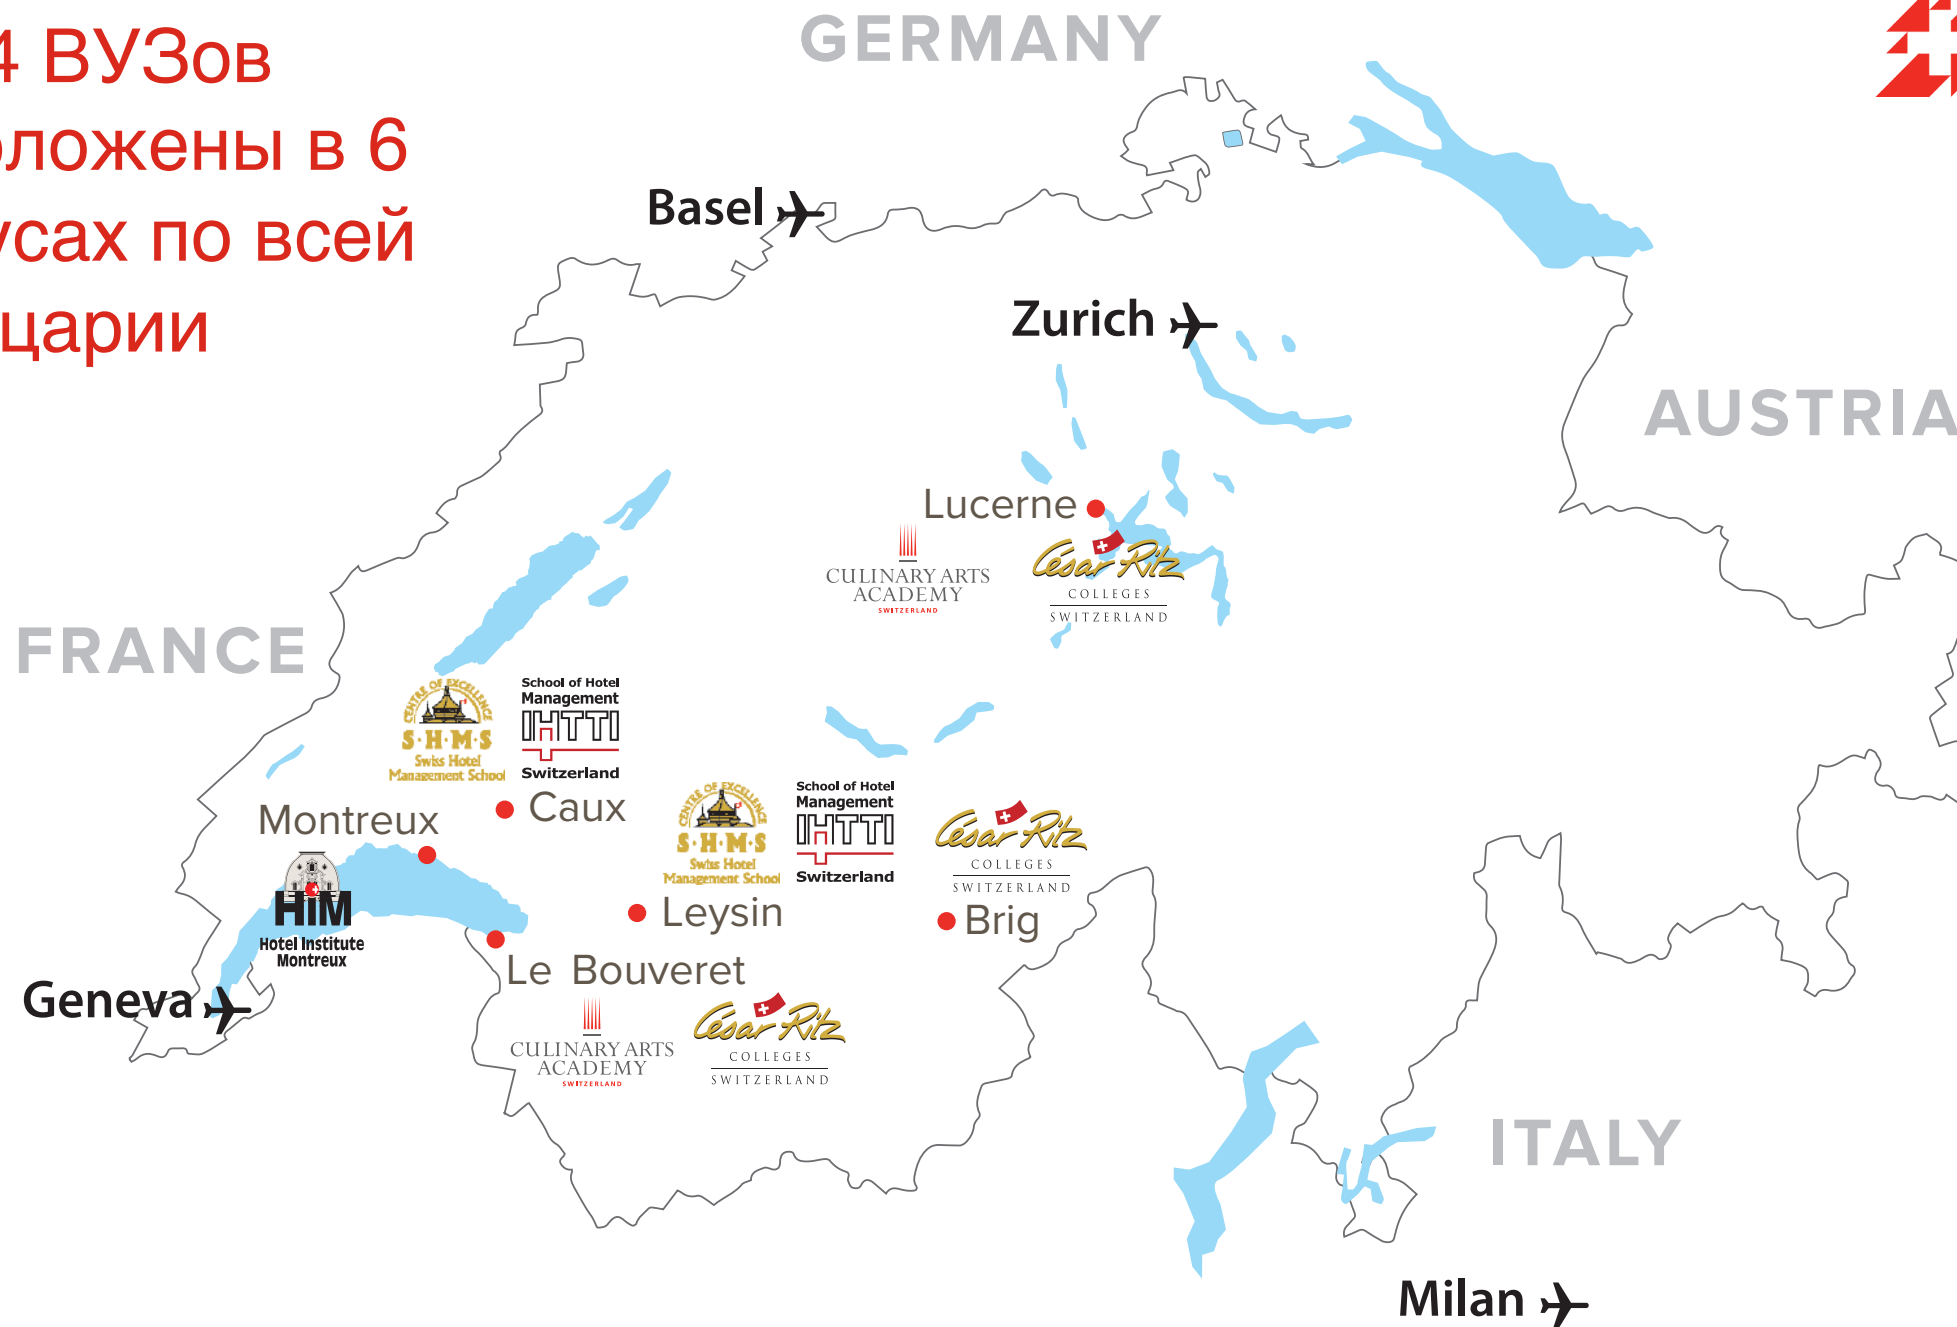 4 ВУЗов
оложены в 6
усах по всей
царии
GERMANY
Basel
Zurich
AUSTRIA
Lucerne
CULINARY ARTS
ACADEMY
SWITZERLAND
César Ritz
COLLEGES
SWITZERLAND
FRANCE
CENTRE OF EXCELLENCE
S·H·M·S
Swiss Hotel
Management School
School of Hotel
Management
IHTTI
Switzerland
Caux
Montreux
HIM
Hotel Institute
Montreux
CENTRE OF EXCELLENCE
S·H·M·S
Swiss Hotel
Management School
School of Hotel
Management
IHTTI
Switzerland
Leysin
César Ritz
COLLEGES
SWITZERLAND
Brig
Geneva
Le Bouveret
CULINARY ARTS
ACADEMY
SWITZERLAND
César Ritz
COLLEGES
SWITZERLAND
ITALY
Milan